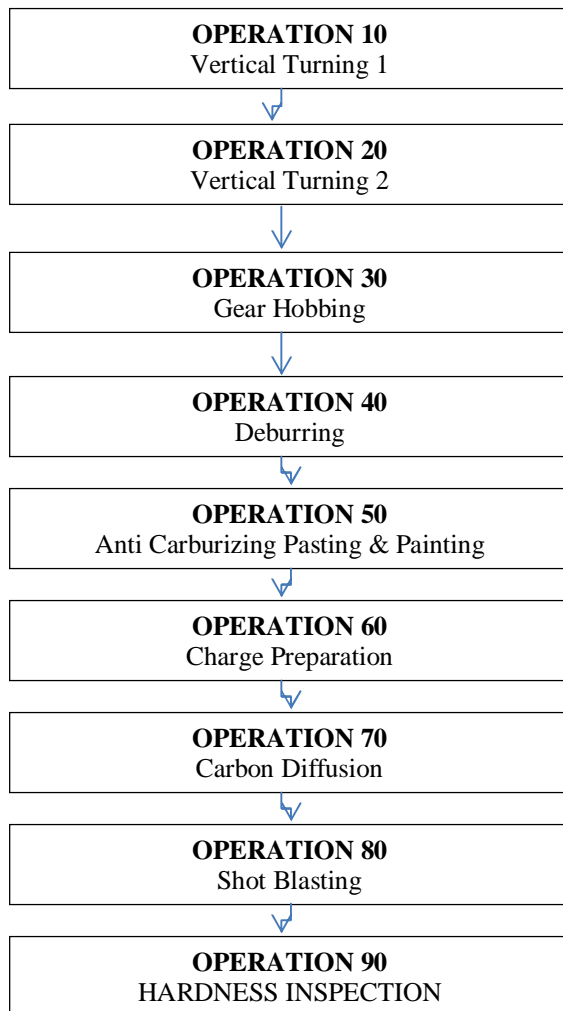 OPERATION 10
Vertical Turning 1
OPERATION 20
Vertical Turning 2
OPERATION 30
Gear Hobbing
OPERATION 40
Deburring
OPERATION 50
Anti Carburizing Pasting & Painting
OPERATION 60
Charge Preparation
OPERATION 70
Carbon Diffusion
OPERATION 80
Shot Blasting
OPERATION 90
HARDNESS INSPECTION